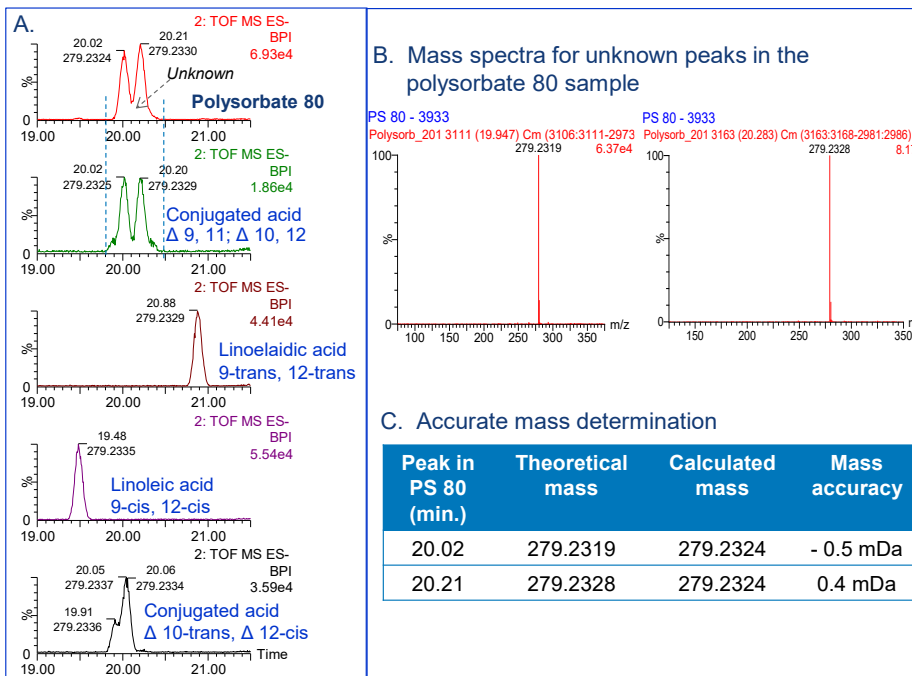 A.
2: TOF MS ES-
BPI
6.93e4
20.02
279.2324
20.21
279.2330
Unknown
Polysorbate 80
%
0
19.00 20.00 21.00
2: TOF MS ES-
BPI
1.86e4
20.02
279.2325
20.20
279.2329
Conjugated acid
Δ 9, 11; Δ 10, 12
%
0
19.00 20.00 21.00
2: TOF MS ES-
BPI
4.41e4
20.88
279.2329
Linoelaidic acid
9-trans, 12-trans
%
0
19.00 20.00 21.00
2: TOF MS ES-
BPI
5.54e4
19.48
279.2335
Linoleic acid
9-cis, 12-cis
%
0
19.00 20.00 21.00
2: TOF MS ES-
BPI
3.59e4
20.05
279.2337
20.06
279.2334
19.91
279.2336
Conjugated acid
Δ 10-trans, Δ 12-cis
%
0
Time
19.00 20.00 21.00
B. Mass spectra for unknown peaks in the
polysorbate 80 sample
PS 80 - 3933
Polysorb_201 3111 (19.947) Cm (3106:3111-2973
6.37e4
279.2319
100
%
0
m/z
100 150 200 250 300 350
PS 80 - 3933
Polysorb_201 3163 (20.283) Cm (3163:3168-2981:2986)
8.17
279.2328
100
%
0
150 200 250 300 350
C. Accurate mass determination
Peak in PS 80 (min.) Theoretical mass Calculated mass Mass accuracy
20.02 279.2319 279.2324 - 0.5 mDa
20.21 279.2328 279.2324 0.4 mDa